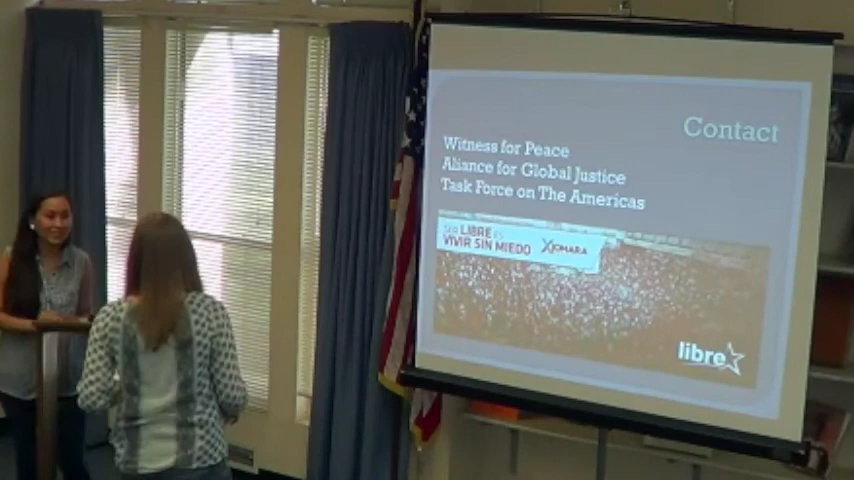 Contact
Witness for Peace
Aliance for Global Justice
Task Force on The Americas
SER LIBRE ES
VIVIR SIN MIEDO XIOMARA
libre